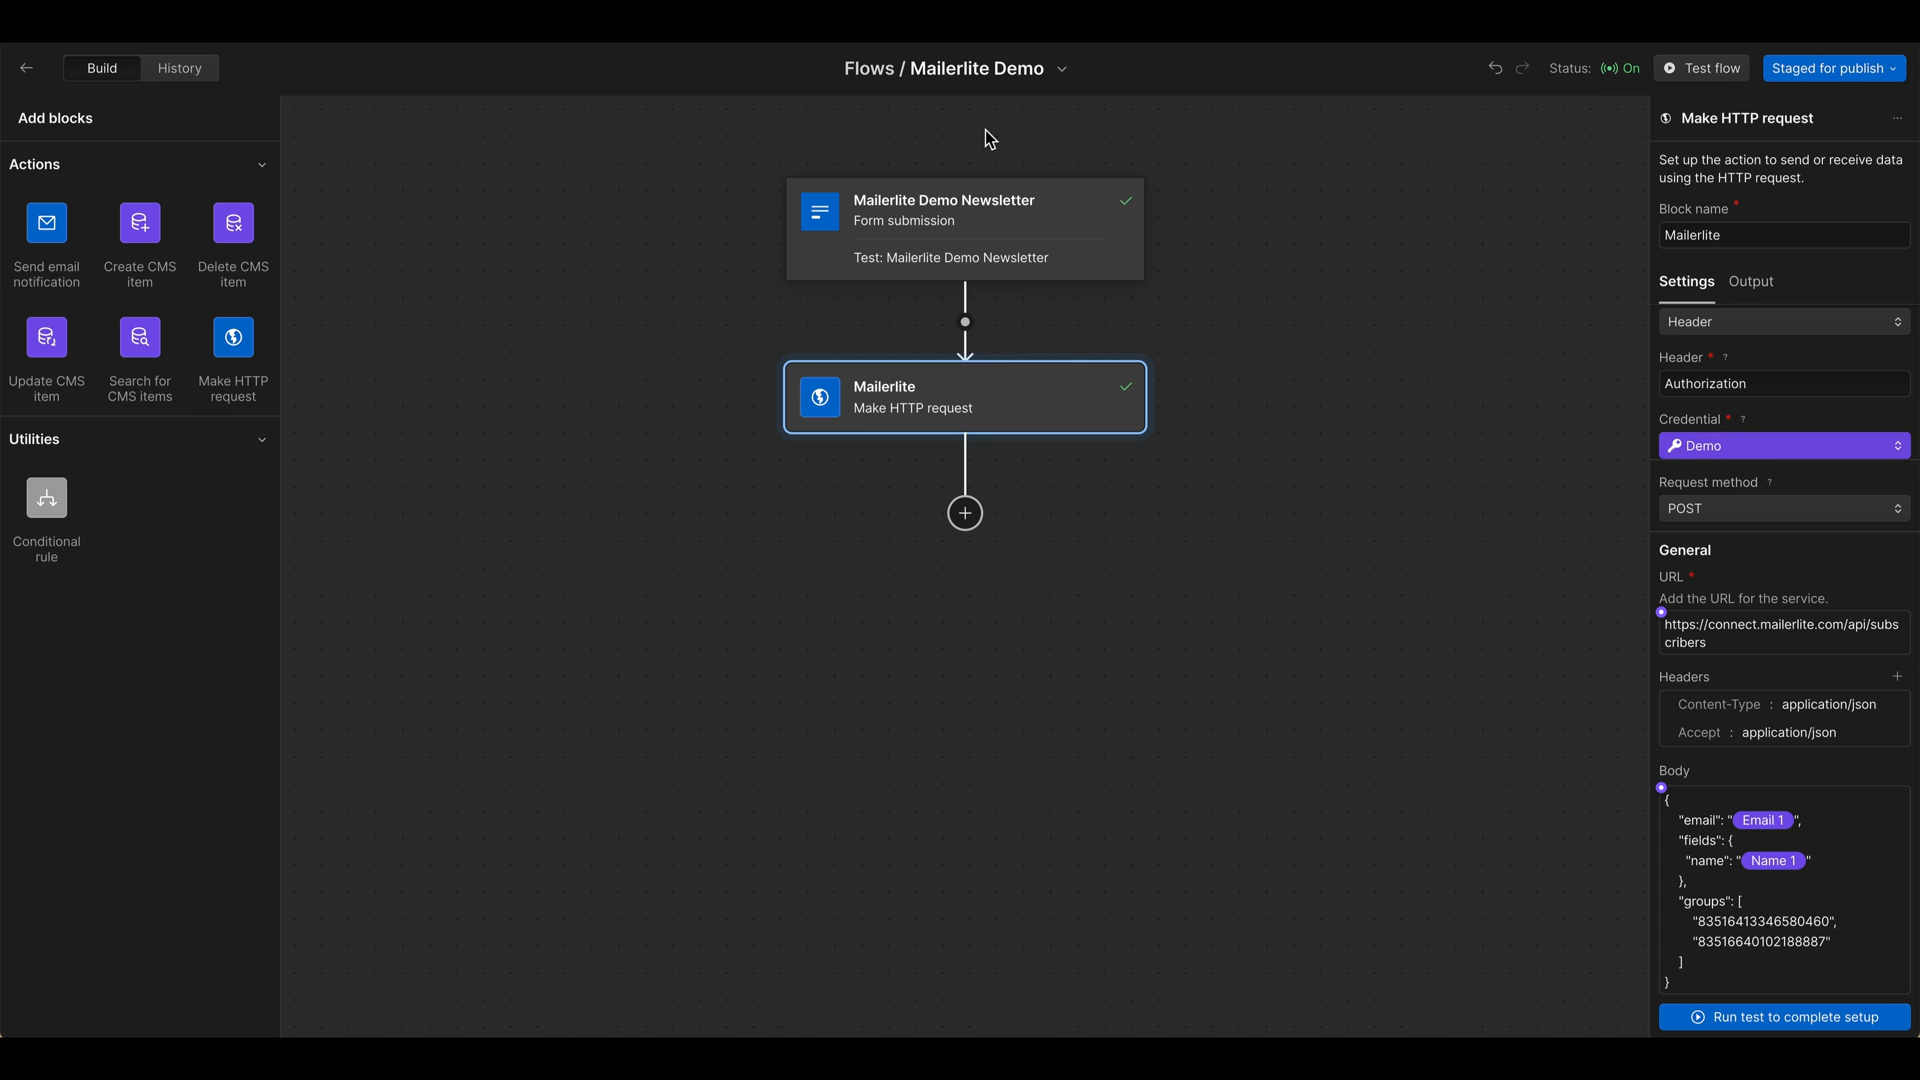 Build
History
Flows / Mailerlite Demo
Status:
On
Test flow
Staged for publish
Add blocks
Actions
Send email
notification
Create CMS
item
Delete CMS
item
Update CMS
item
Search for
CMS items
Make HTTP
request
Utilities
Conditional
rule
Mailerlite Demo Newsletter
Form submission
Test: Mailerlite Demo Newsletter
Mailerlite
Make HTTP request
Make HTTP request
Set up the action to send or receive data
using the HTTP request.
Block name *
Mailerlite
Settings
Output
Header
Header * ?
Authorization
Credential * ?
Demo
Request method ?
POST
General
URL *
Add the URL for the service.
https://connect.mailerlite.com/api/subs
cribers
Headers
Content-Type : application/json
Accept : application/json
Body
{
"email": "Email 1",
"fields": {
"name": "Name 1"
},
"groups": [
"83516413346580460",
"83516640102188887"
]
}
Run test to complete setup